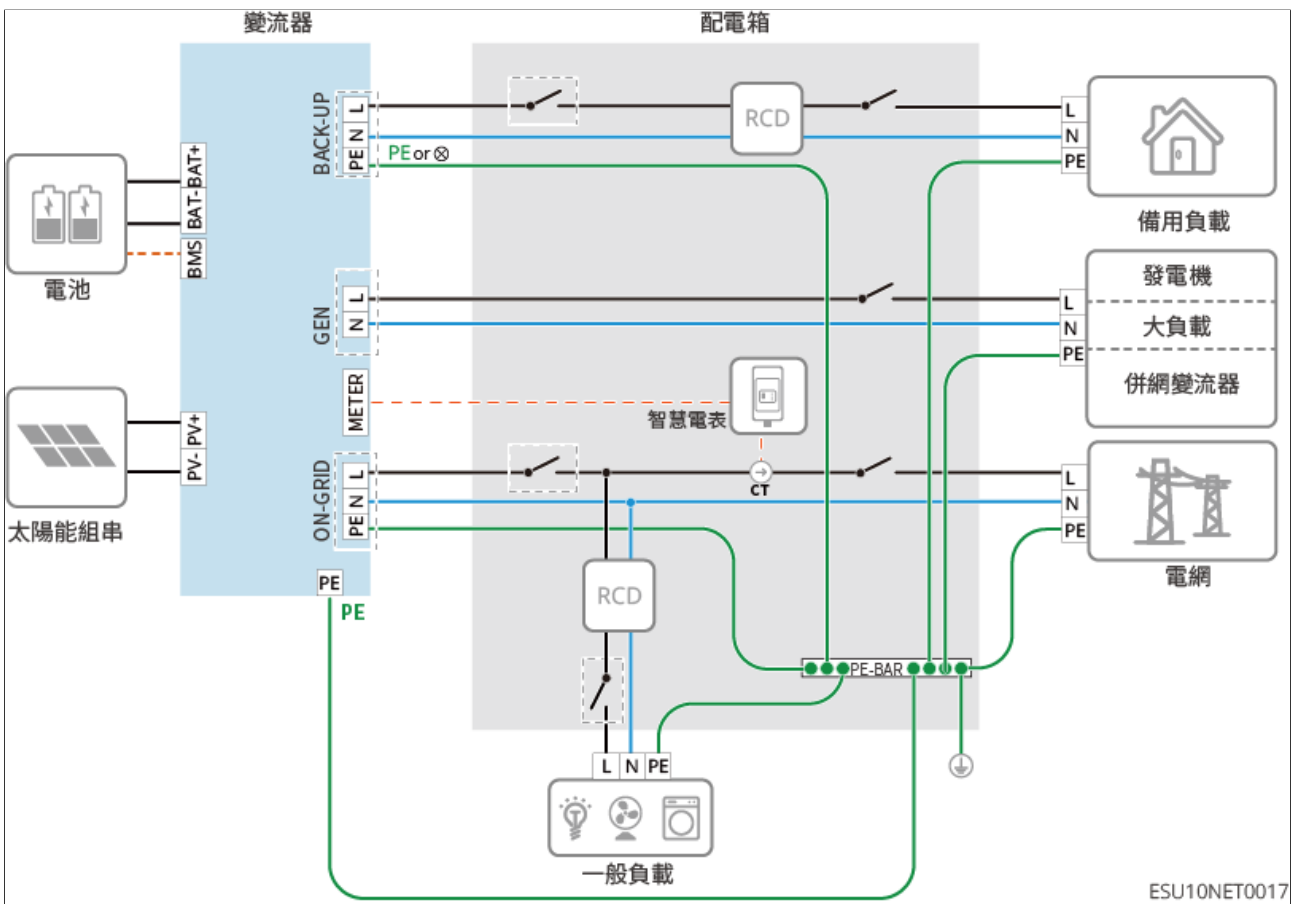 變流器
配電箱
BACK-UP
L
N
PE
PE or ⊗
RCD
L
N
PE
備用負載
BAT+
BAT-
BMS
電池
GEN
L
N
發電機
大負載
併網變流器
L
N
PE
METER
智慧電表
CT
PV+
PV-
太陽能組串
ON-GRID
L
N
PE
L
N
PE
電網
PE
PE
RCD
PE-BAR
L N PE
一般負載
ESU10NET0017